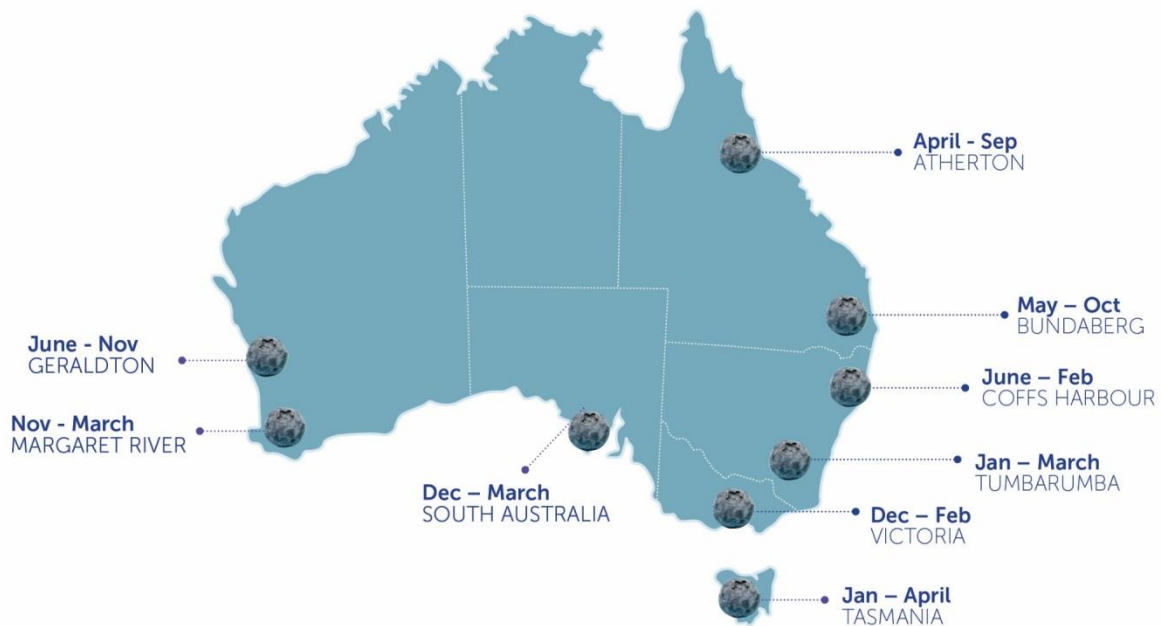 April - Sep
ATHERTON
May – Oct
BUNDABERG
June - Nov
GERALDTON
June – Feb
COFFS HARBOUR
Nov - March
MARGARET RIVER
Jan – March
TUMBARUMBA
Dec – March
SOUTH AUSTRALIA
Dec – Feb
VICTORIA
Jan – April
TASMANIA